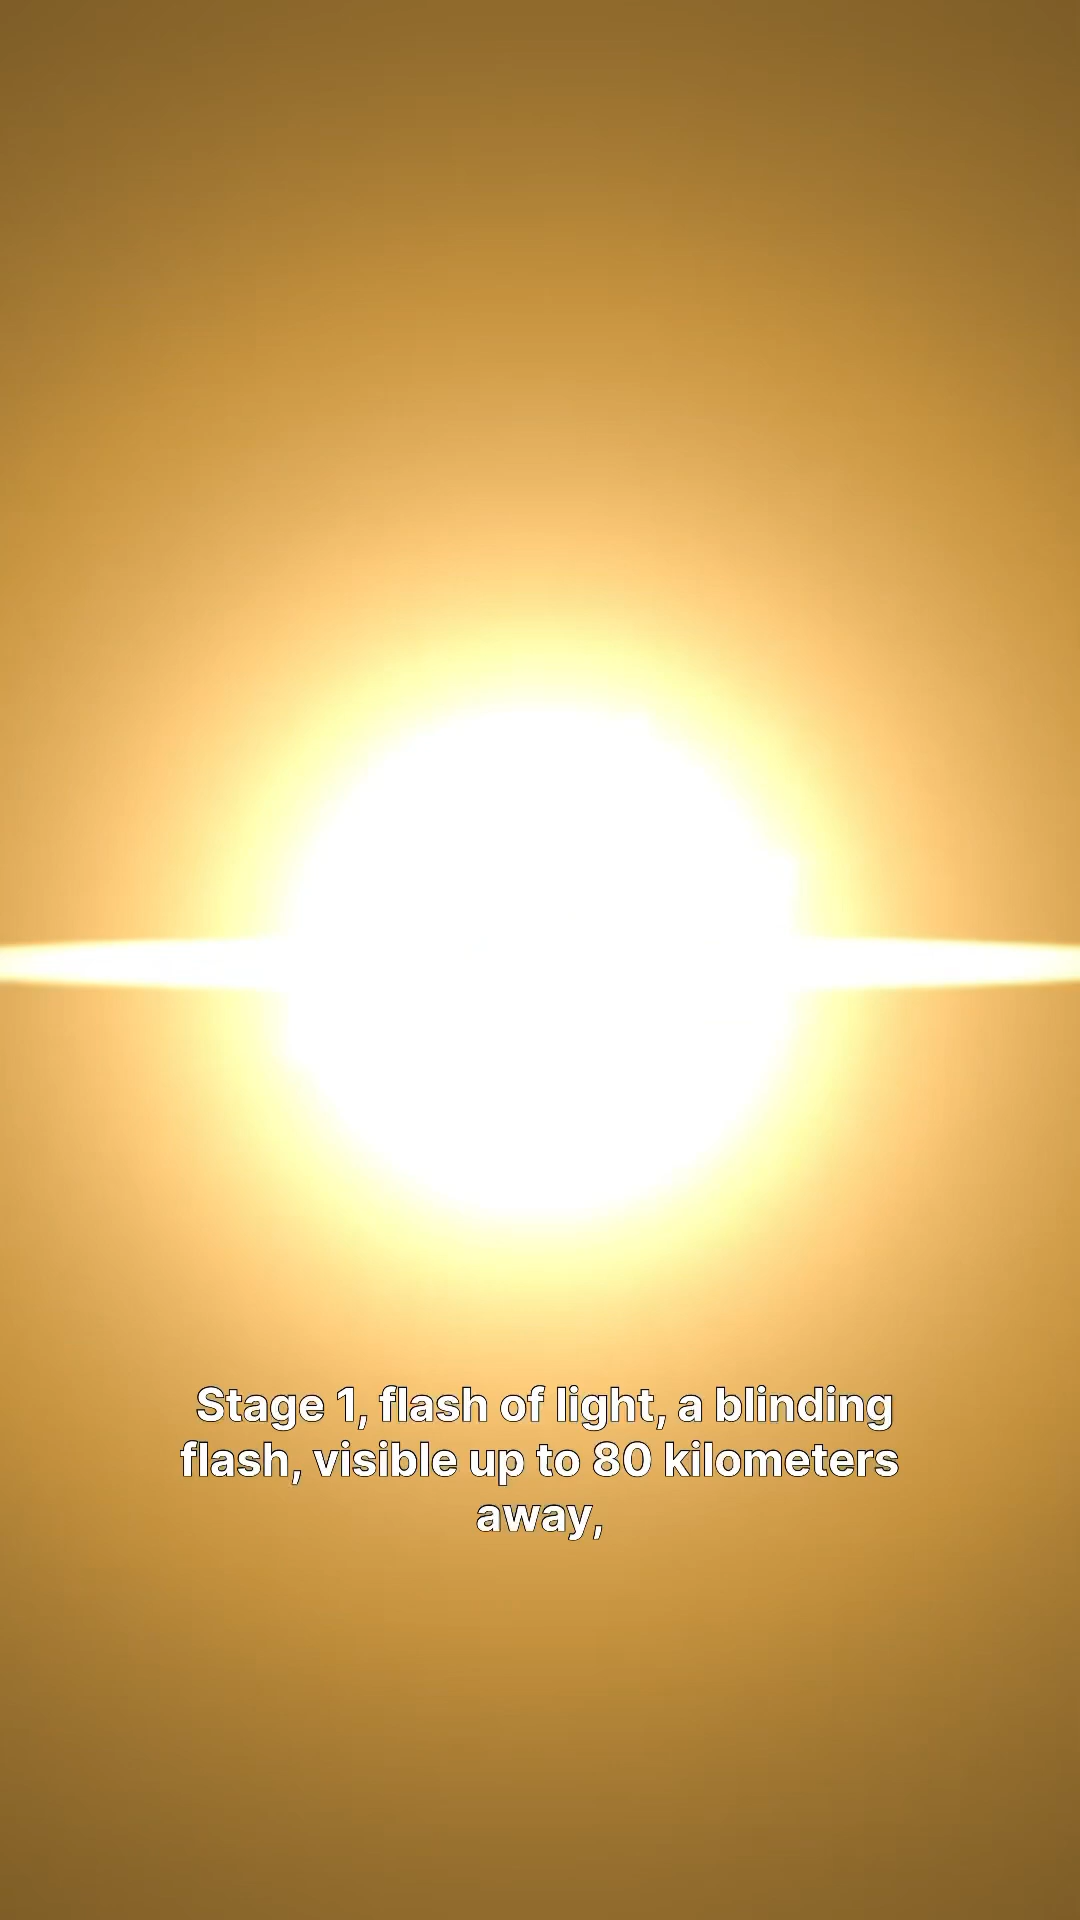 Stage 1, flash of light, a blinding
flash, visible up to 80 kilometers
away,